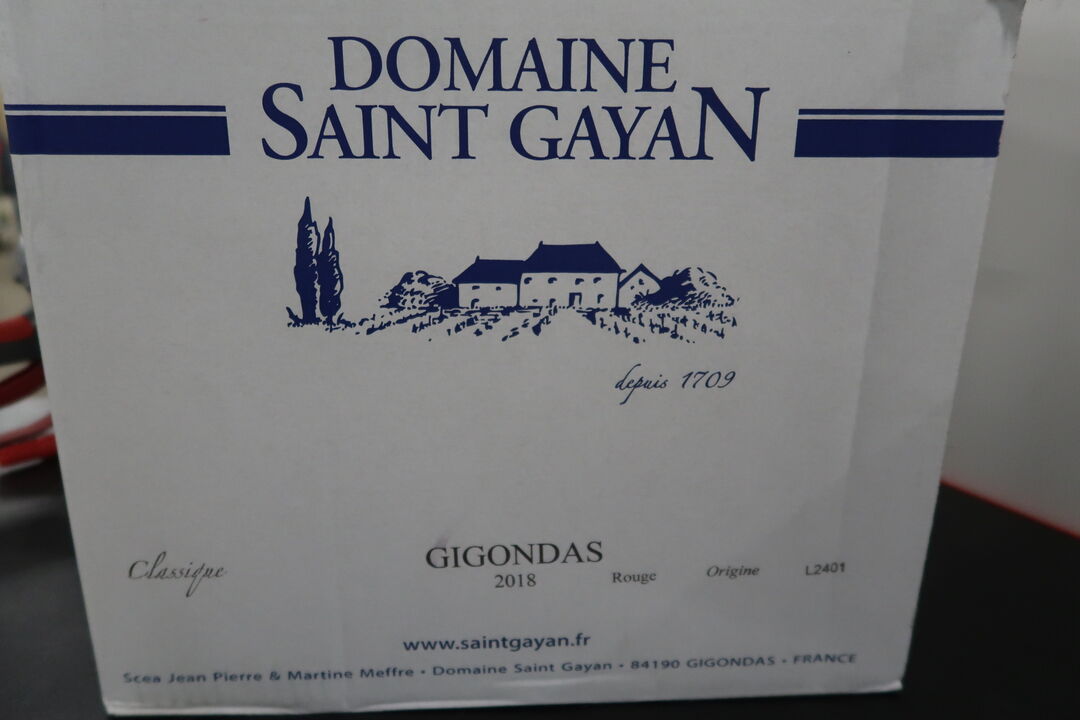 DOMAINE
SAINT GAYAN
depuis 1709
Classique
GIGONDAS
2018
Rouge
Origine
L2401
www.saintgayan.fr
Scea Jean Pierre & Martine Meffre • Domaine Saint Gayan • 84190 GIGONDAS • FRANCE